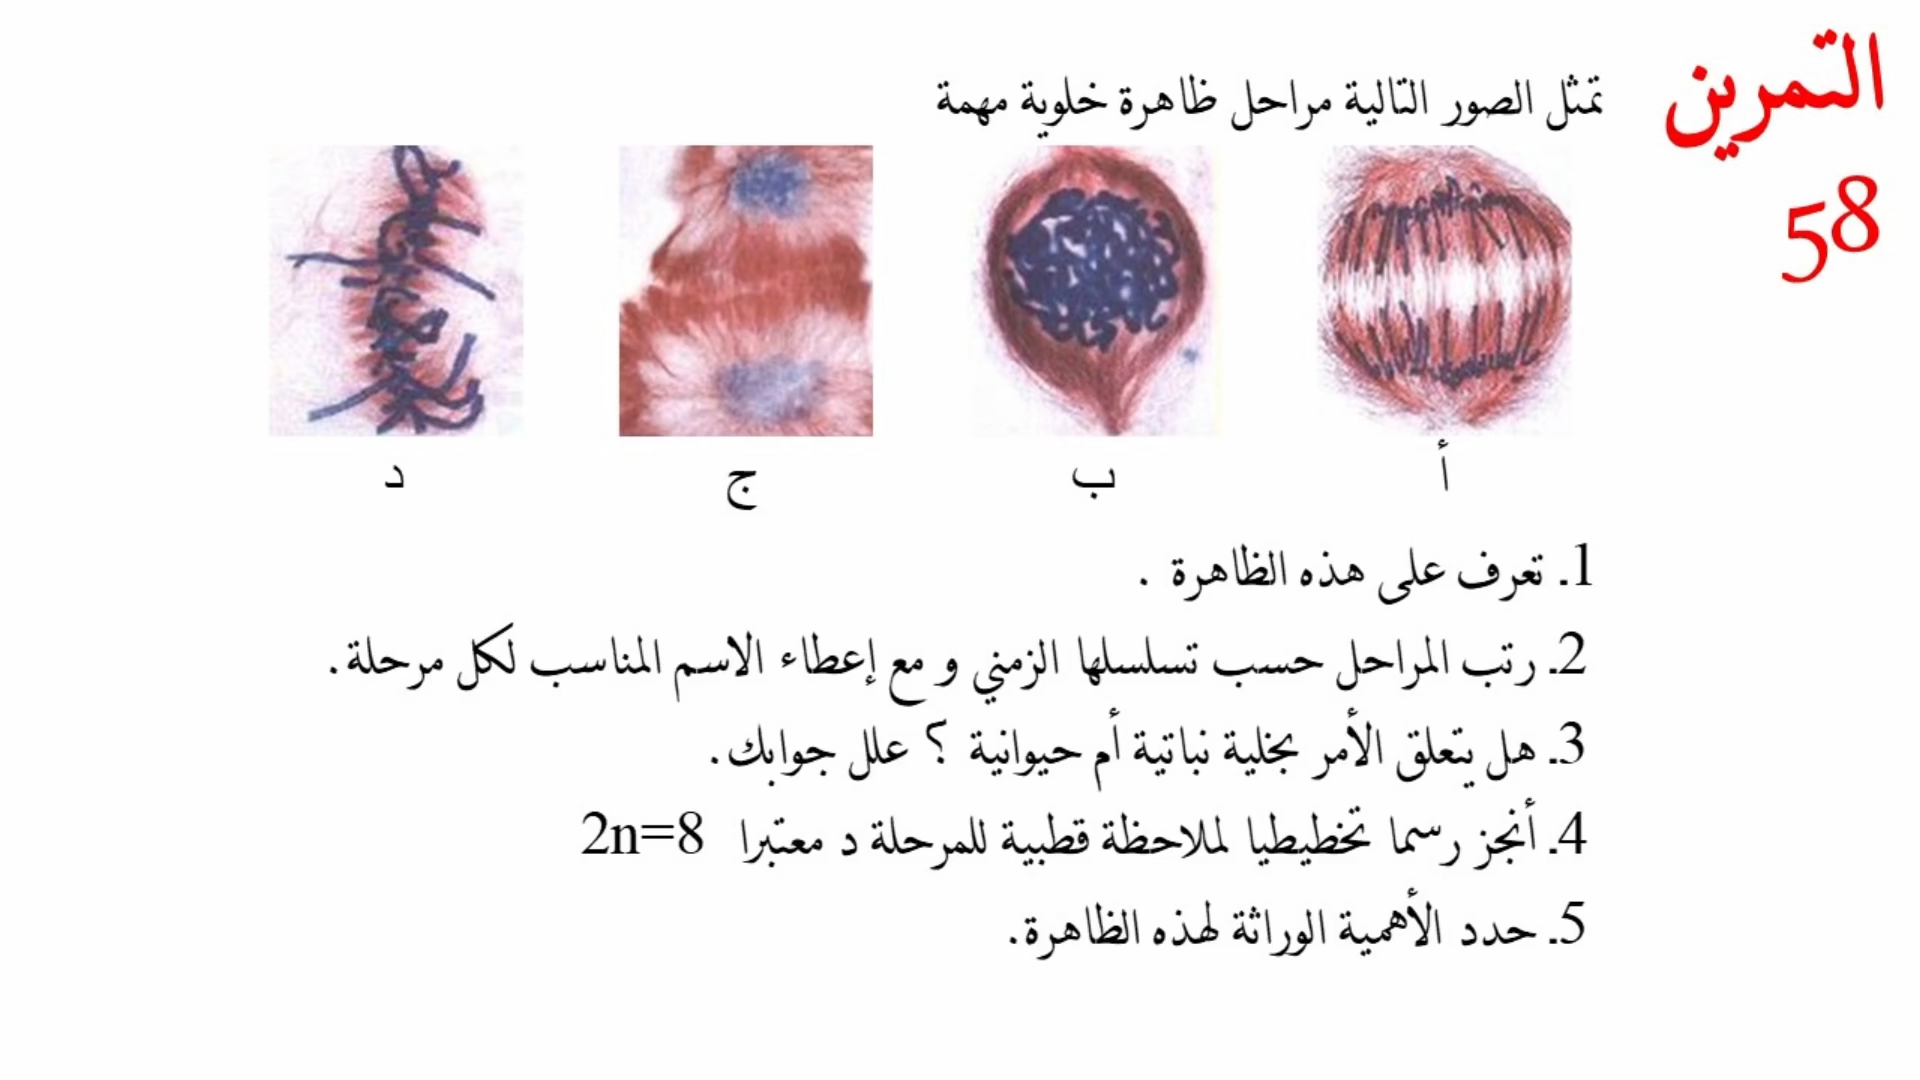 التمرين
58
تمثل الصور التالية مراحل ظاهرة خلوية مهمة
أ
ب
ج
د
1. تعرف على هذه الظاهرة .
2. رتب المراحل حسب تسلسلها الزمني و مع إعطاء الاسم المناسب لكل مرحلة.
3. هل يتعلق الأمر بخلية نباتية أم حيوانية ؟ علل جوابك.
4. أنجز رسما تخطيطيا لملاحظة قطبية للمرحلة د معتبرا 2n=8
5. حدد الأهمية الوراثة لهذه الظاهرة.